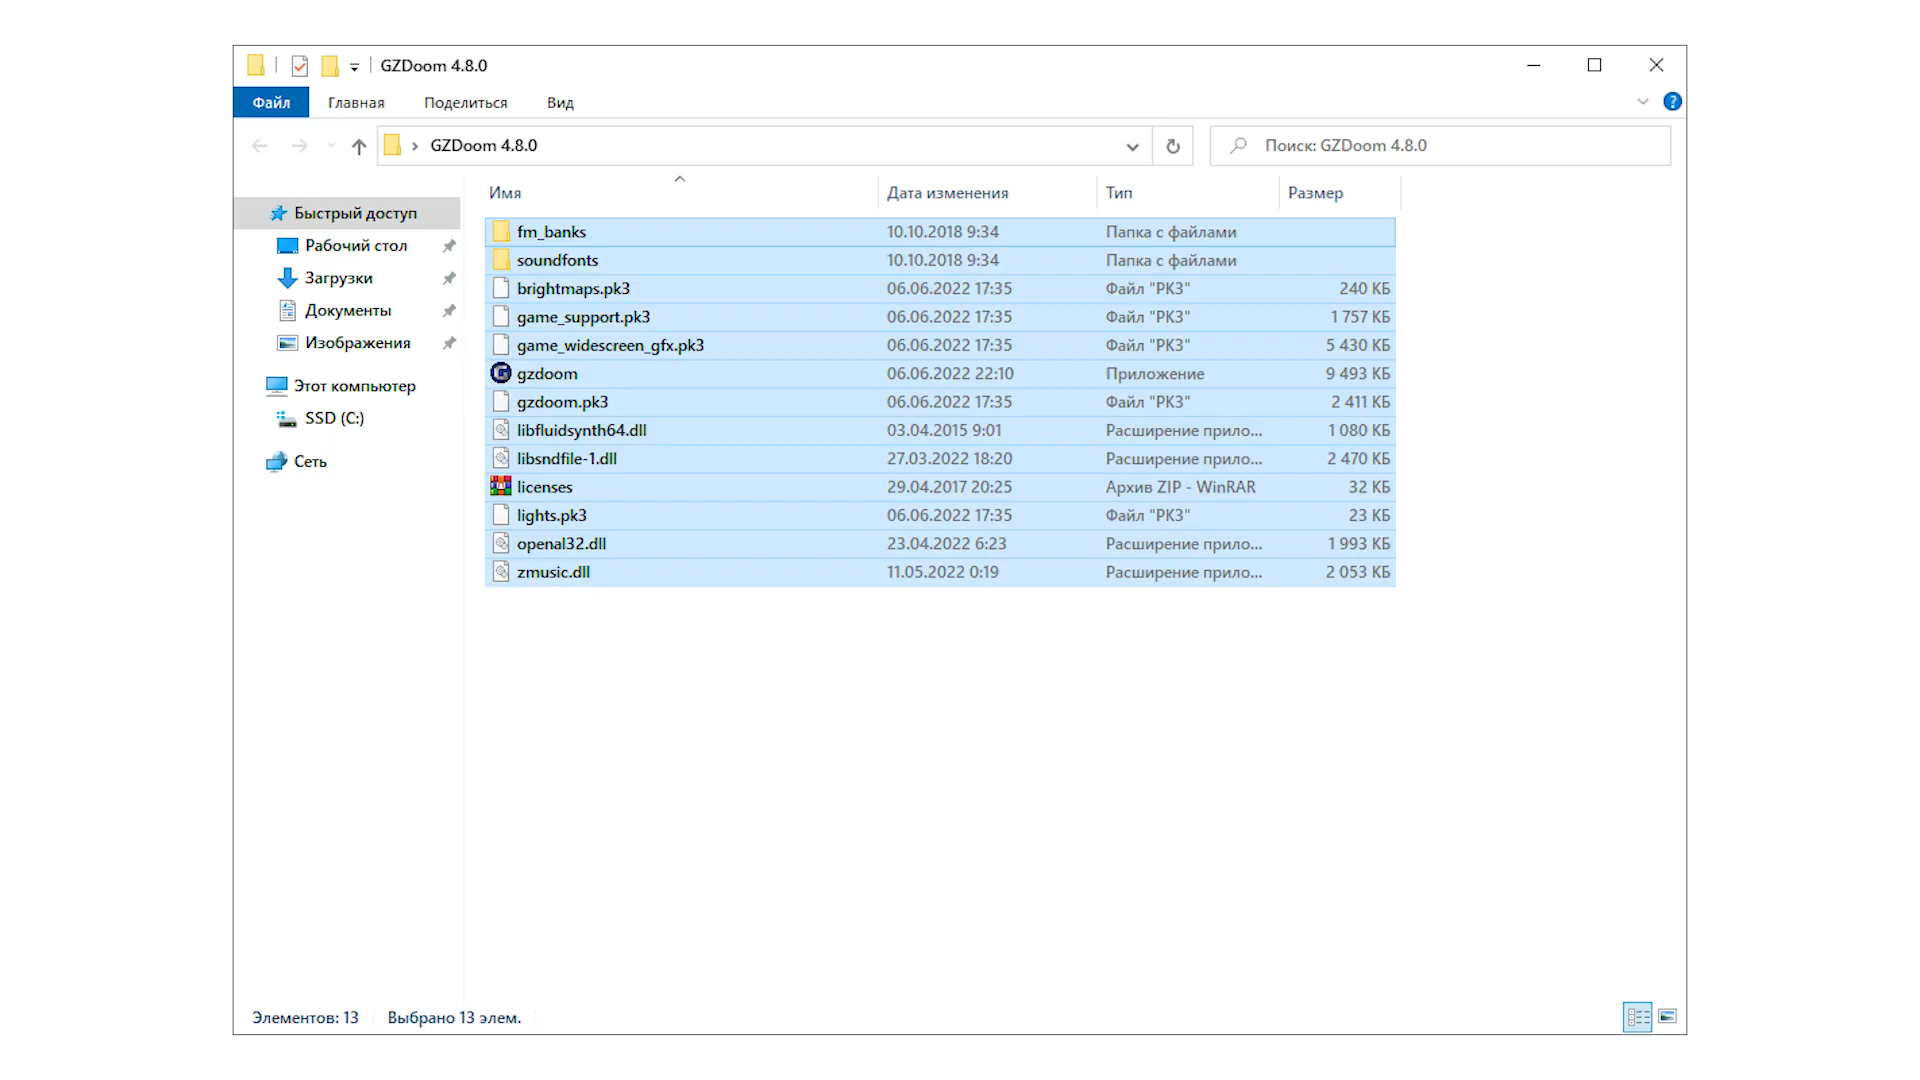 GZDoom 4.8.0
Файл Главная Поделиться Вид
GZDoom 4.8.0 Поиск: GZDoom 4.8.0
Имя Дата изменения Тип Размер
Быстрый доступ
Рабочий стол
Загрузки
Документы
Изображения
Этот компьютер
SSD (C:)
Сеть
fm_banks 10.10.2018 9:34 Папка с файлами
soundfonts 10.10.2018 9:34 Папка с файлами
brightmaps.pk3 06.06.2022 17:35 Файл "PK3" 240 КБ
game_support.pk3 06.06.2022 17:35 Файл "PK3" 1 757 КБ
game_widescreen_gfx.pk3 06.06.2022 17:35 Файл "PK3" 5 430 КБ
gzdoom 06.06.2022 22:10 Приложение 9 493 КБ
gzdoom.pk3 06.06.2022 17:35 Файл "PK3" 2 411 КБ
libfluidsynth64.dll 03.04.2015 9:01 Расширение прило... 1 080 КБ
libsndfile-1.dll 27.03.2022 18:20 Расширение прило... 2 470 КБ
licenses 29.04.2017 20:25 Архив ZIP - WinRAR 32 КБ
lights.pk3 06.06.2022 17:35 Файл "PK3" 23 КБ
openal32.dll 23.04.2022 6:23 Расширение прило... 1 993 КБ
zmusic.dll 11.05.2022 0:19 Расширение прило... 2 053 КБ
Элементов: 13 Выбрано 13 элем.